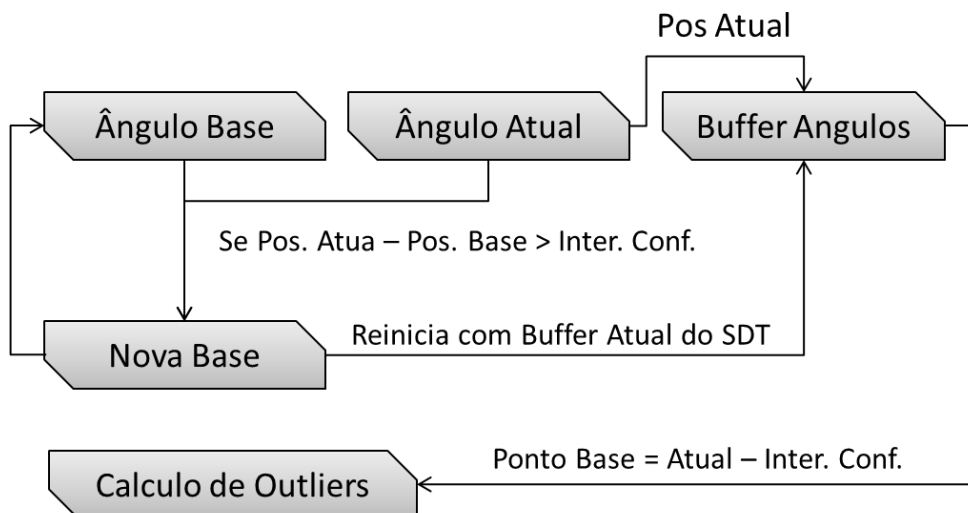 Pos Atual
Ângulo Base
Ângulo Atual
Buffer Angulos
Se Pos. Atua – Pos. Base > Inter. Conf.
Nova Base
Reinicia com Buffer Atual do SDT
Calculo de Outliers
Ponto Base = Atual – Inter. Conf.